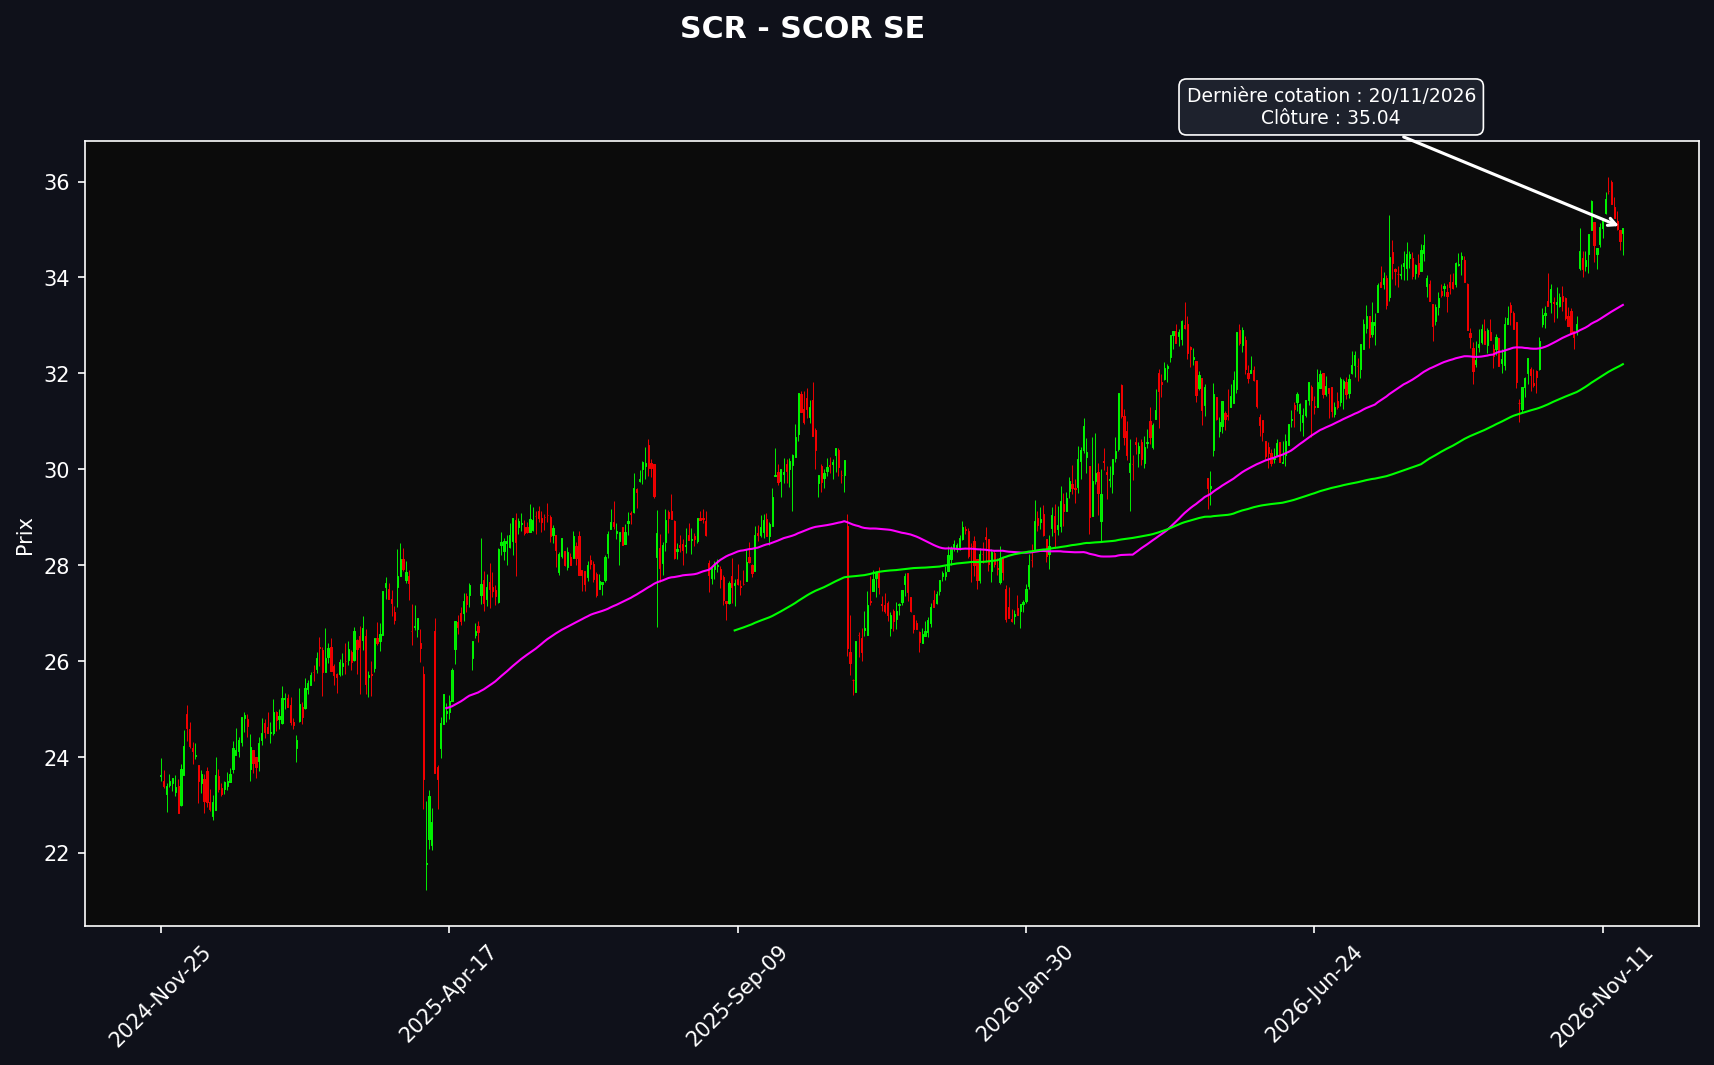 SCR - SCOR SE
Dernière cotation : 20/11/2026
Clôture : 35.04
Prix
36
34
32
30
28
26
24
22
2024-Nov-25
2025-Apr-17
2025-Sep-09
2026-Jan-30
2026-Jun-24
2026-Nov-11